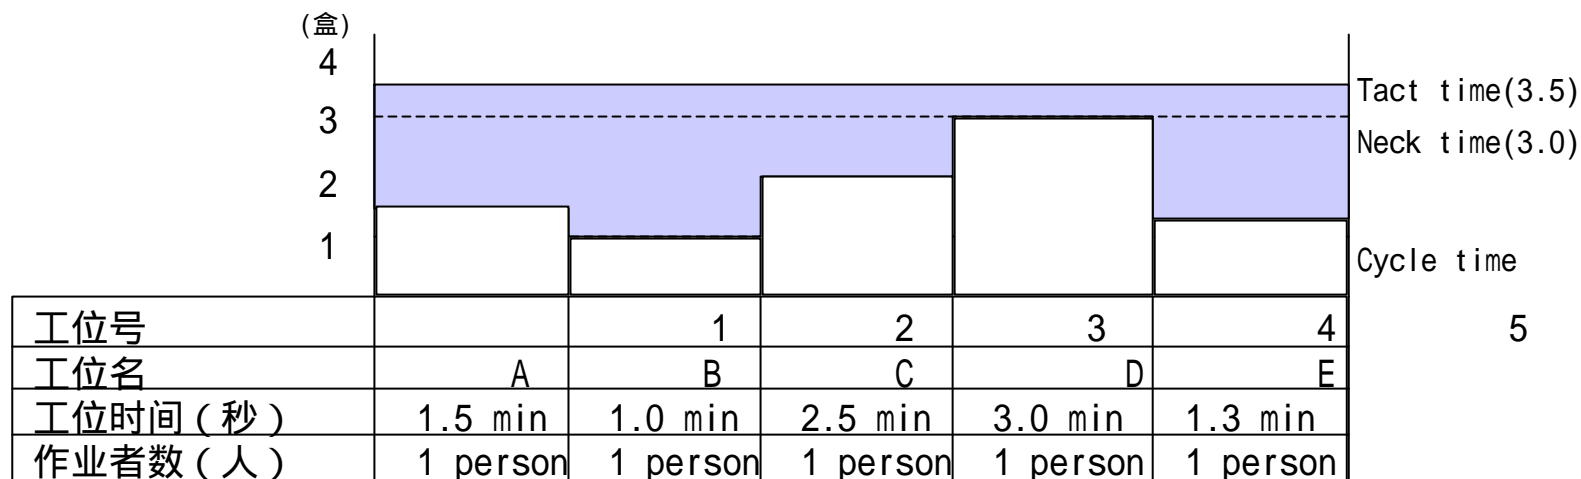 (盒)
4
Tact time(3.5)
3
Neck time(3.0)
2
1
Cycle time
工位号 1 2 3 4 5
工位名 A B C D E
工位时间（秒） 1.5 min 1.0 min 2.5 min 3.0 min 1.3 min
作业者数（人） 1 person 1 person 1 person 1 person 1 person